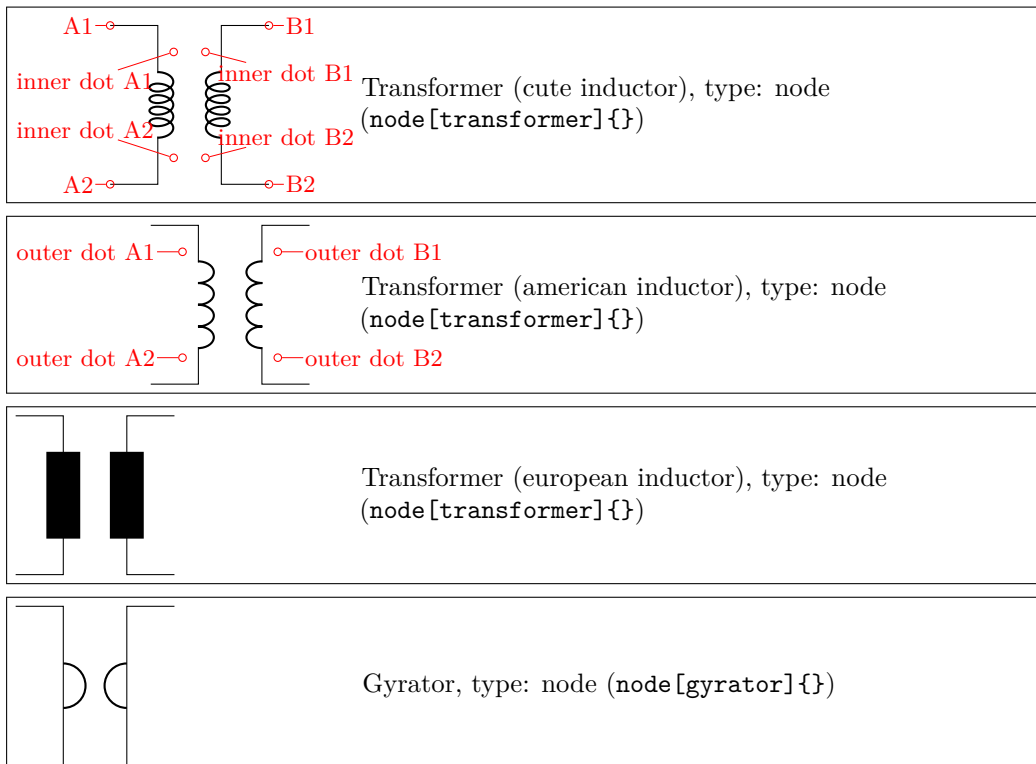 A1
B1
inner dot A1
inner dot B1
Transformer (cute inductor), type: node
(node[transformer]{})
inner dot A2
inner dot B2
A2
B2
outer dot A1
outer dot B1
Transformer (american inductor), type: node
(node[transformer]{})
outer dot A2
outer dot B2
Transformer (european inductor), type: node
(node[transformer]{})
Gyrator, type: node (node[gyrator]{})